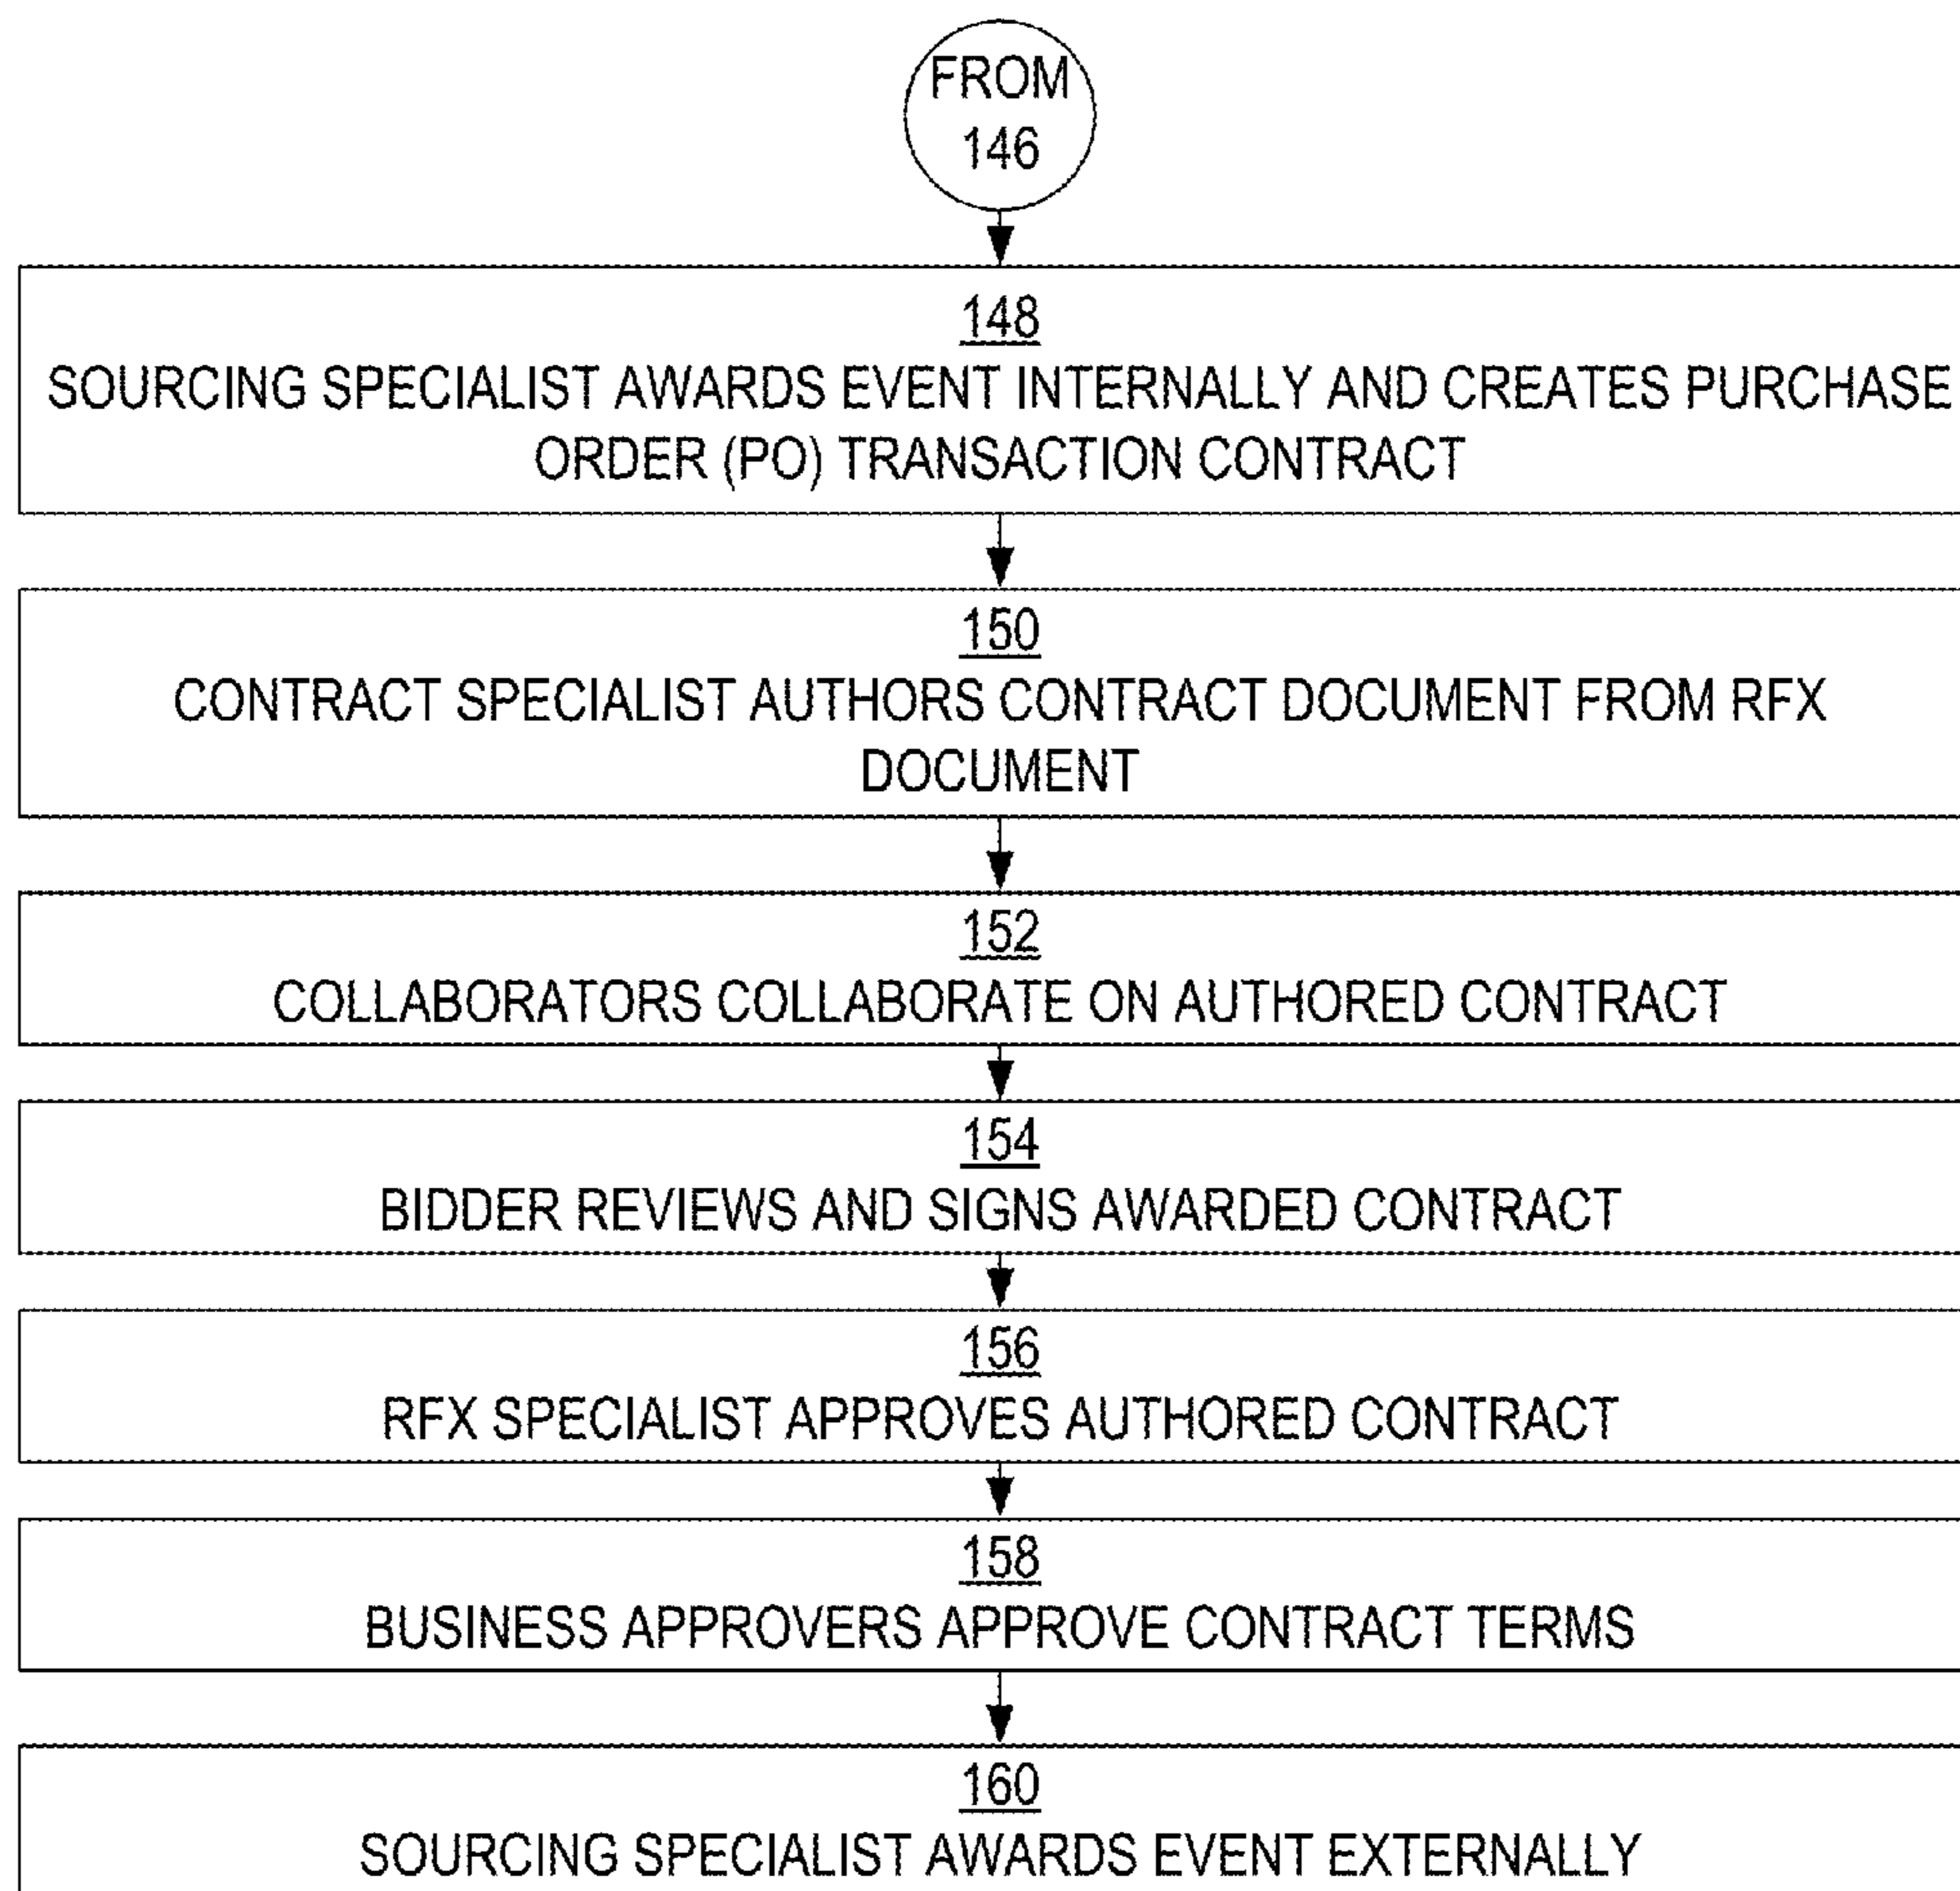 FROM
146
148
SOURCING SPECIALIST AWARDS EVENT INTERNALLY AND CREATES PURCHASE
ORDER (PO) TRANSACTION CONTRACT
150
CONTRACT SPECIALIST AUTHORS CONTRACT DOCUMENT FROM RFX
DOCUMENT
152
COLLABORATORS COLLABORATE ON AUTHORED CONTRACT
154
BIDDER REVIEWS AND SIGNS AWARDED CONTRACT
156
RFX SPECIALIST APPROVES AUTHORED CONTRACT
158
BUSINESS APPROVERS APPROVE CONTRACT TERMS
160
SOURCING SPECIALIST AWARDS EVENT EXTERNALLY